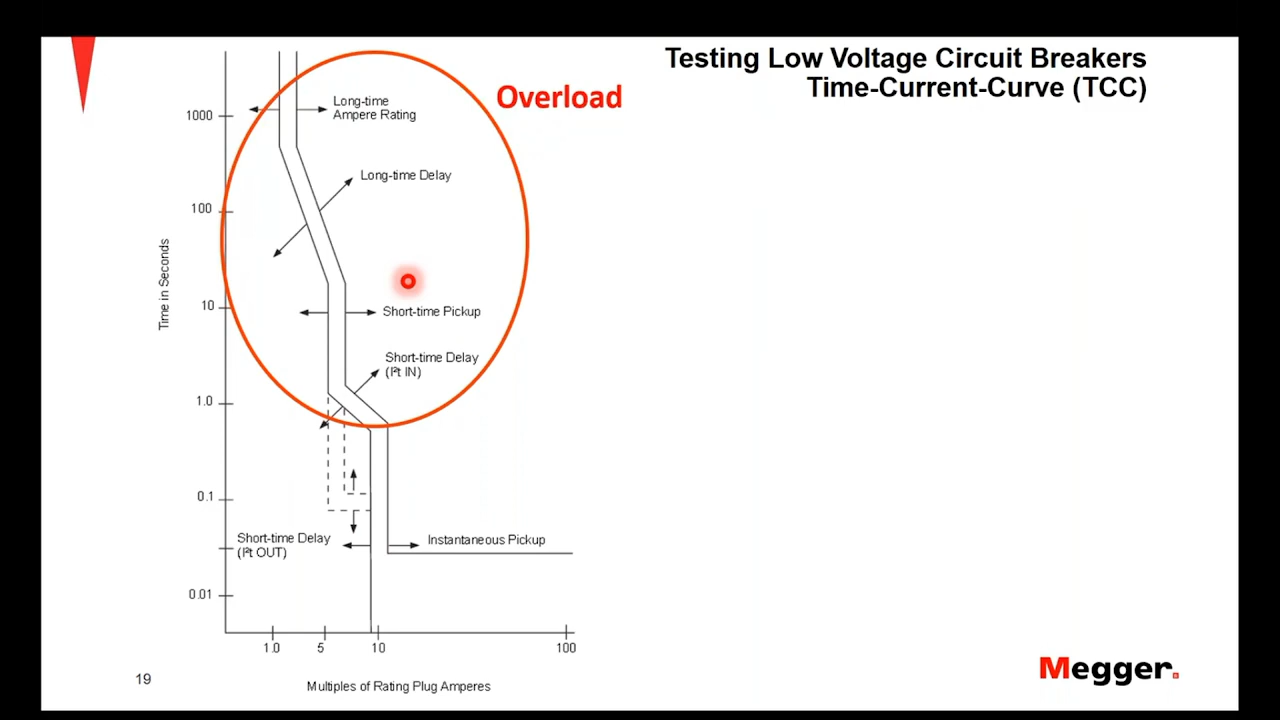 Testing Low Voltage Circuit Breakers
Time-Current-Curve (TCC)
Overload
Long-time
Ampere Rating
Long-time Delay
Short-time Pickup
Short-time Delay
(I²t IN)
Short-time Delay
(I²t OUT)
Instantaneous Pickup
Time in Seconds
1000
100
10
1.0
0.1
0.01
1.0
5
10
100
Multiples of Rating Plug Amperes
19
Megger.